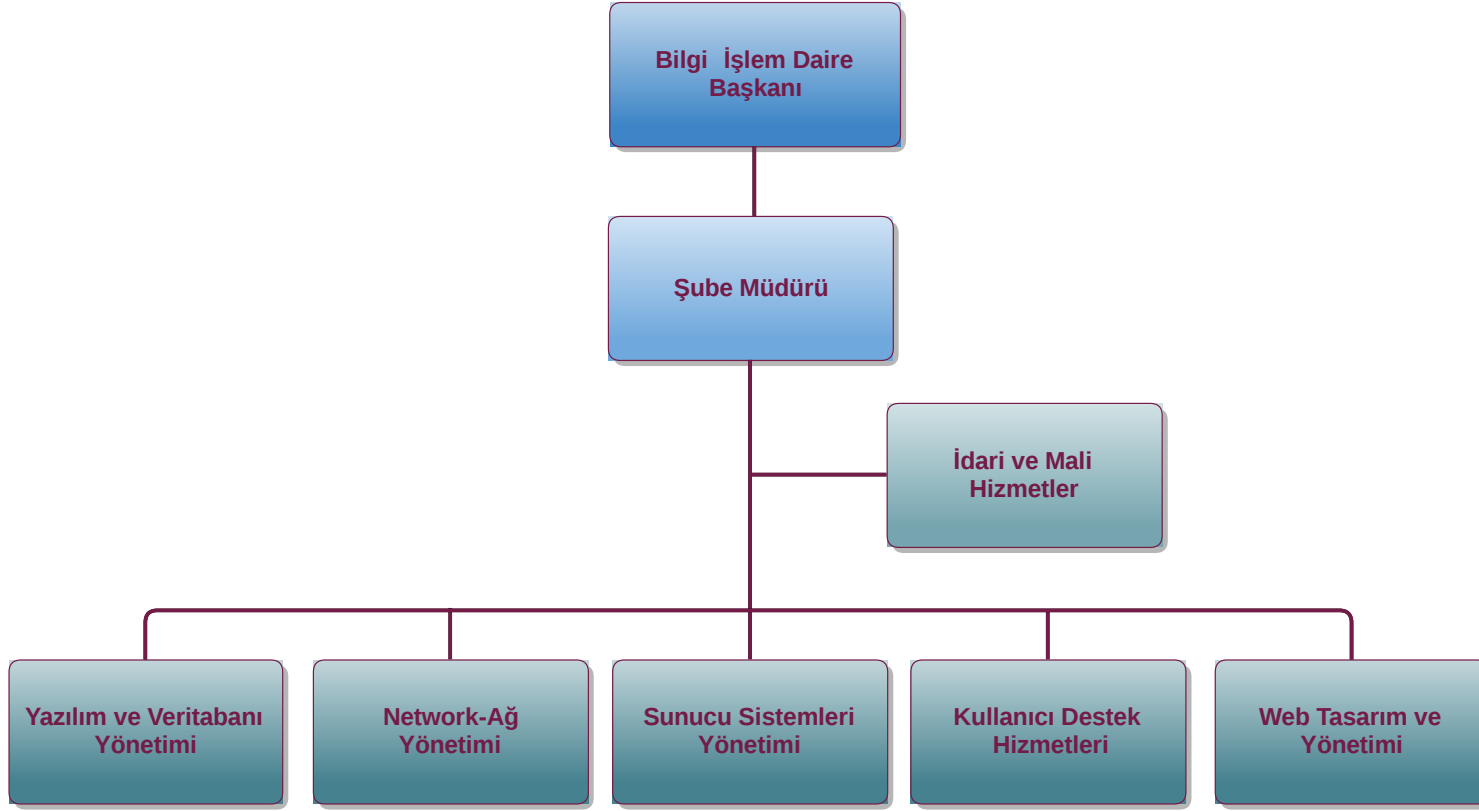 Bilgi İşlem Daire
Başkanı
Şube Müdürü
İdari ve Mali
Hizmetler
Yazılım ve Veritabanı
Yönetimi
Network-Ağ
Yönetimi
Sunucu Sistemleri
Yönetimi
Kullanıcı Destek
Hizmetleri
Web Tasarım ve
Yönetimi